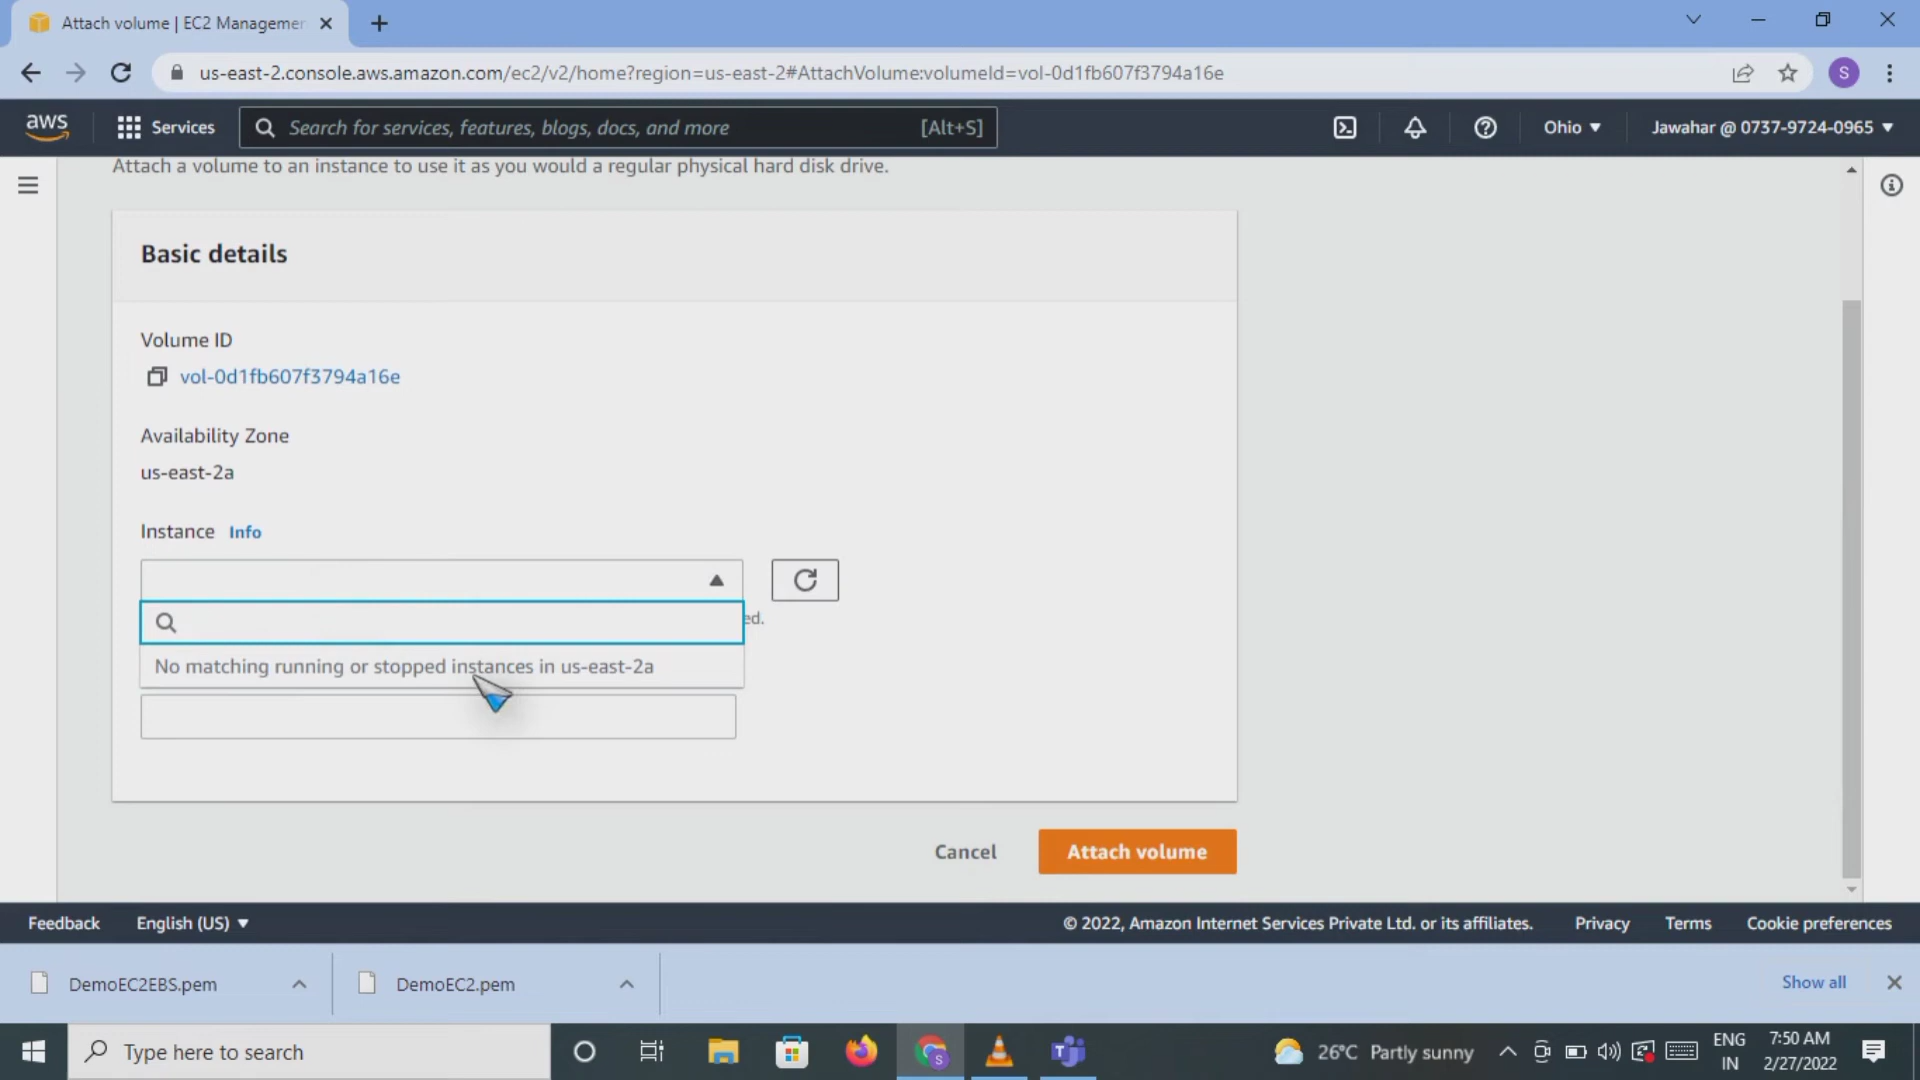 Attach volume | EC2 Managemen
us-east-2.console.aws.amazon.com/ec2/v2/home?region=us-east-2#AttachVolume:volumeId=vol-0d1fb607f3794a16e
S
aws
Services
Search for services, features, blogs, docs, and more
[Alt+S]
Ohio
Jawahar @ 0737-9724-0965
Attach a volume to an instance to use it as you would a regular physical hard disk drive.
Basic details
Volume ID
vol-0d1fb607f3794a16e
Availability Zone
us-east-2a
Instance Info
ed.
No matching running or stopped instances in us-east-2a
Cancel
Attach volume
Feedback
English (US)
© 2022, Amazon Internet Services Private Ltd. or its affiliates.
Privacy
Terms
Cookie preferences
DemoEC2EBS.pem
DemoEC2.pem
Show all
Type here to search
26°C Partly sunny
ENG
IN
7:50 AM
2/27/2022